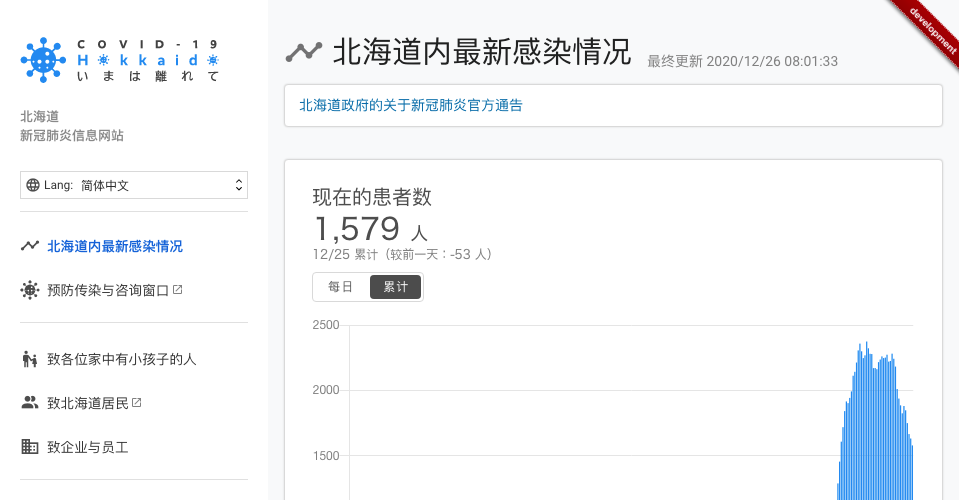 COVID-19
Hokkaido
いまは離れて
北海道
新冠肺炎信息网站
Lang: 简体中文
北海道内最新感染情况
预防传染与咨询窗口
致各位家中有小孩子的人
致北海道居民
致企业与员工
development
北海道内最新感染情况
最终更新 2020/12/26 08:01:33
北海道政府的关于新冠肺炎官方通告
现在的患者数
1,579 人
12/25 累计（较前一天：-53 人）
每日 累计
2500
2000
1500